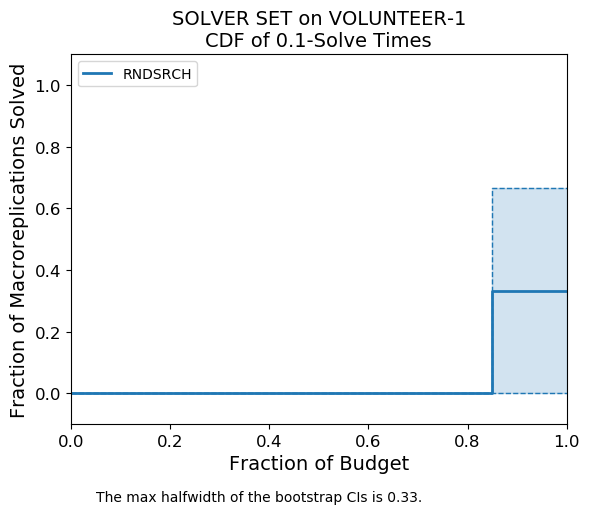 SOLVER SET on VOLUNTEER-1
CDF of 0.1-Solve Times
RNDSRCH
Fraction of Macroreplications Solved
1.0
0.8
0.6
0.4
0.2
0.0
0.0 0.2 0.4 0.6 0.8 1.0
Fraction of Budget
The max halfwidth of the bootstrap CIs is 0.33.